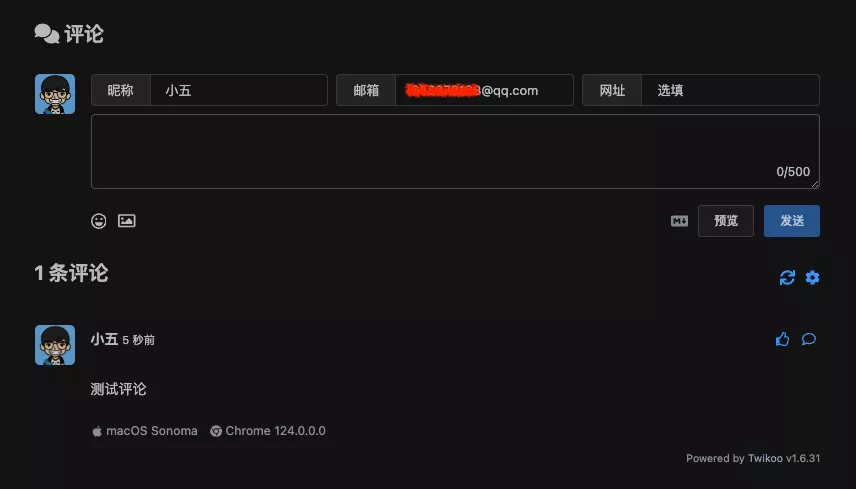 评论
昵称 小五 邮箱 @qq.com 网址 选填
0/500
M↓ 预览 发送
1 条评论
小五 5 秒前
测试评论
macOS Sonoma Chrome 124.0.0.0
Powered by Twikoo v1.6.31